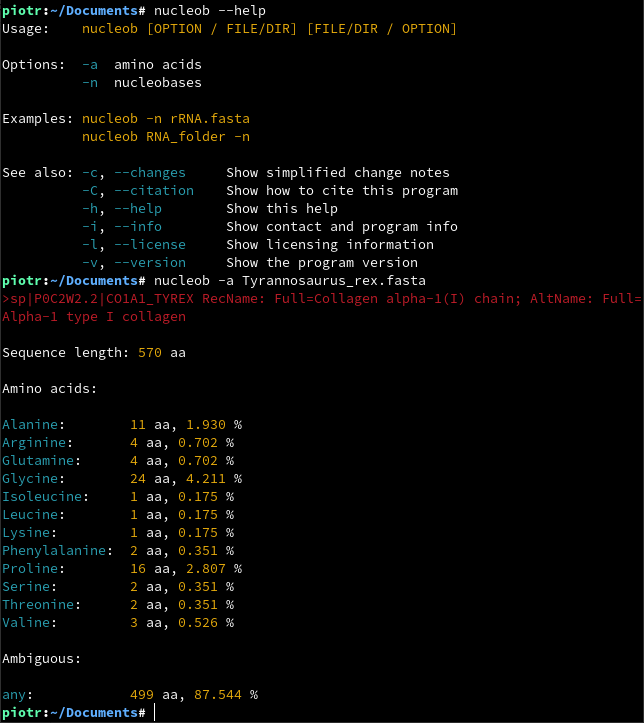 piotr:~/Documents# nucleob --help
Usage:    nucleob [OPTION / FILE/DIR] [FILE/DIR / OPTION]
Options:  -a  amino acids
-n  nucleobases
Examples: nucleob -n rRNA.fasta
nucleob RNA_folder -n
See also: -c, --changes     Show simplified change notes
-C, --citation    Show how to cite this program
-h, --help        Show this help
-i, --info        Show contact and program info
-l, --license     Show licensing information
-v, --version     Show the program version
piotr:~/Documents# nucleob -a Tyrannosaurus_rex.fasta
>sp|P0C2W2.2|CO1A1_TYREX RecName: Full=Collagen alpha-1(I) chain; AltName: Full=
Alpha-1 type I collagen
Sequence length: 570 aa
Amino acids:
Alanine:        11 aa, 1.930 %
Arginine:       4 aa, 0.702 %
Glutamine:      4 aa, 0.702 %
Glycine:        24 aa, 4.211 %
Isoleucine:     1 aa, 0.175 %
Leucine:        1 aa, 0.175 %
Lysine:         1 aa, 0.175 %
Phenylalanine:  2 aa, 0.351 %
Proline:        16 aa, 2.807 %
Serine:         2 aa, 0.351 %
Threonine:      2 aa, 0.351 %
Valine:         3 aa, 0.526 %
Ambiguous:
any:            499 aa, 87.544 %
piotr:~/Documents#